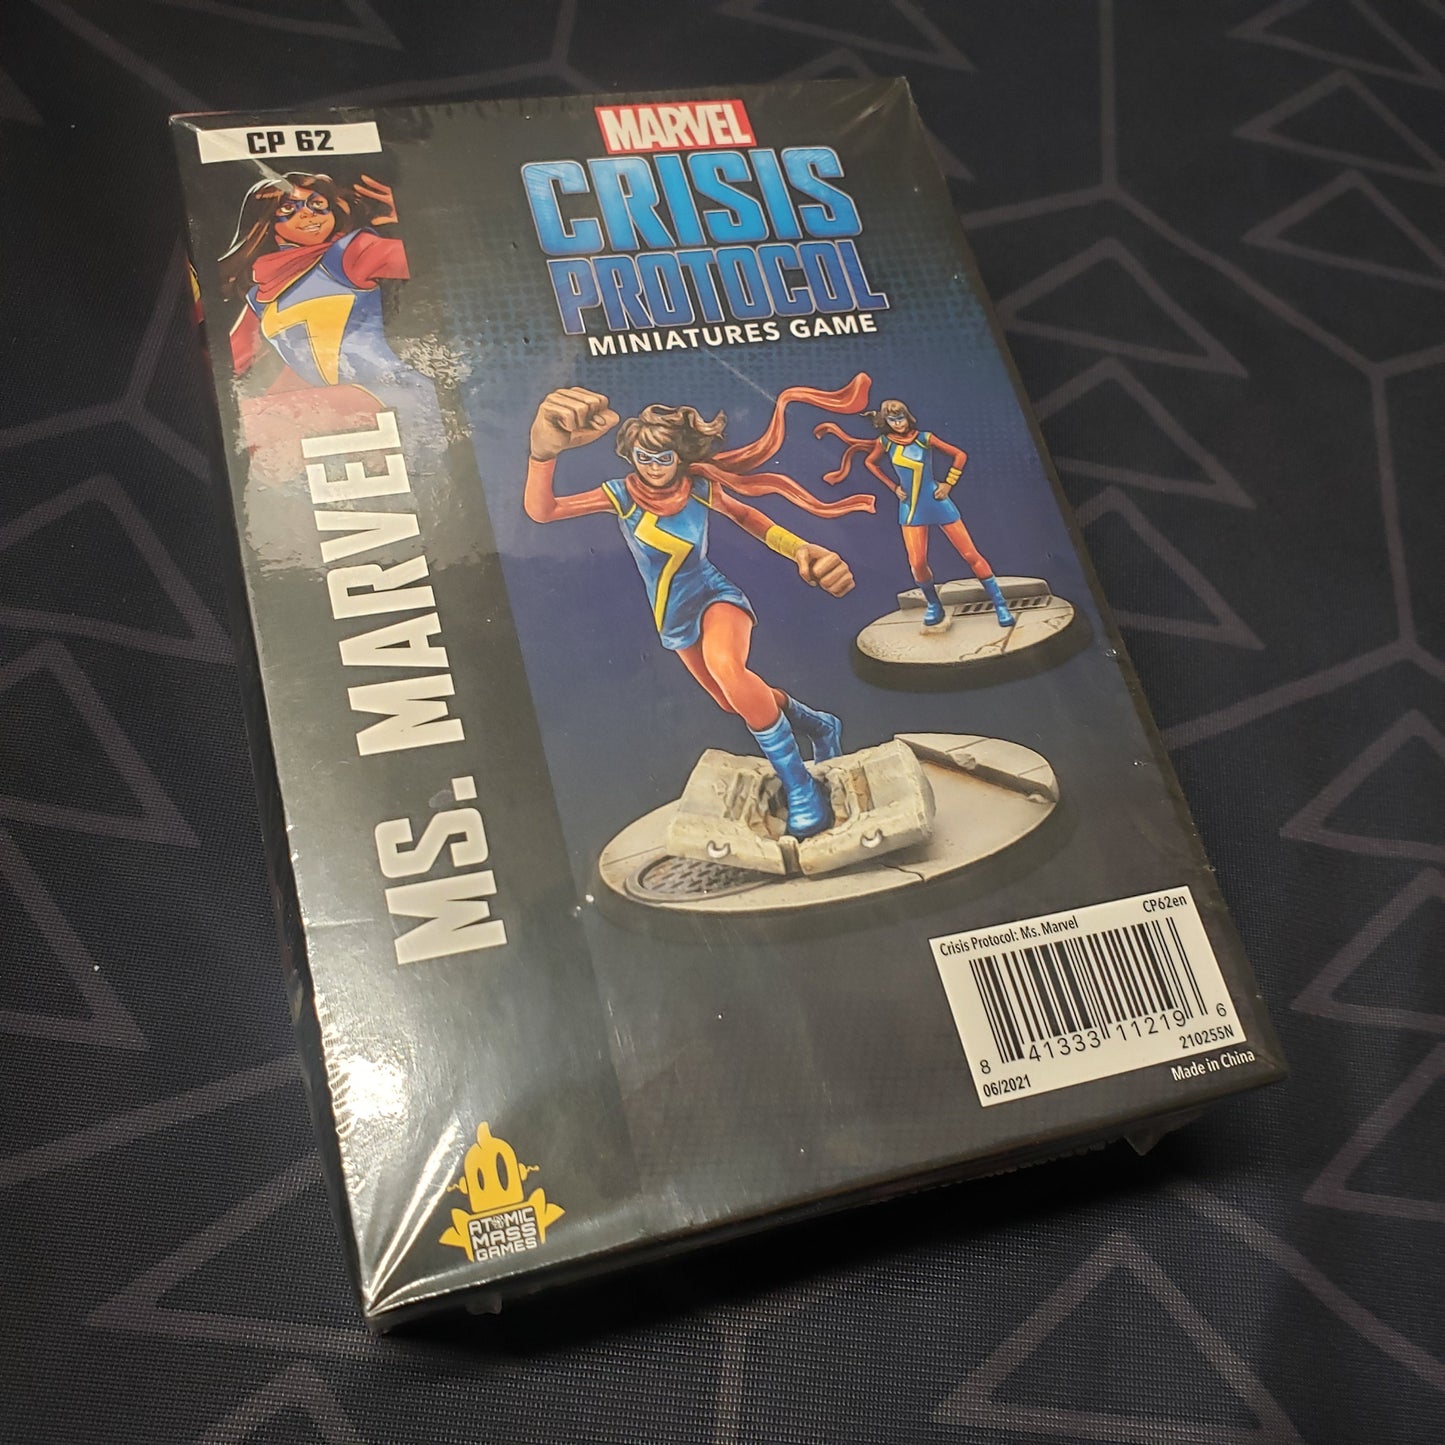 CP 62
MARVEL
CRISIS
PROTOCOL
MINIATURES GAME
MS. MARVEL
Crisis Protocol: Ms. Marvel
CP62en
8 41333 11219 6
06/2021
210255N
Made in China
ATOMIC
MASS
GAMES